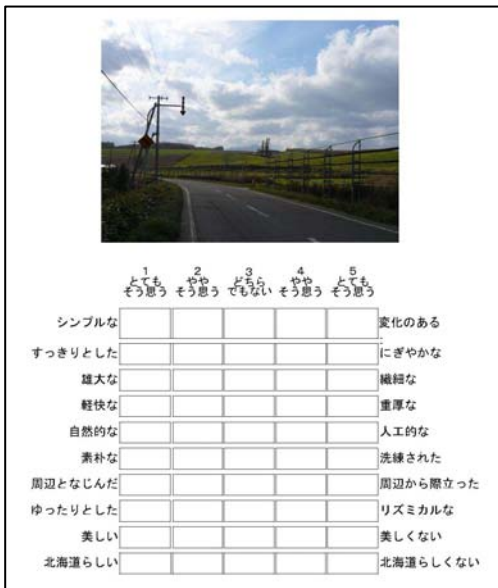 1 2 3 4 5
とても やや どちら やや とても
そう思う そう思う でもない そう思う そう思う
シンプルな 変化のある
すっきりとした にぎやかな
雄大な 繊細な
軽快な 重厚な
自然的な 人工的な
素朴な 洗練された
周辺となじんだ 周辺から際立った
ゆったりとした リズミカルな
美しい 美しくない
北海道らしい 北海道らしくない